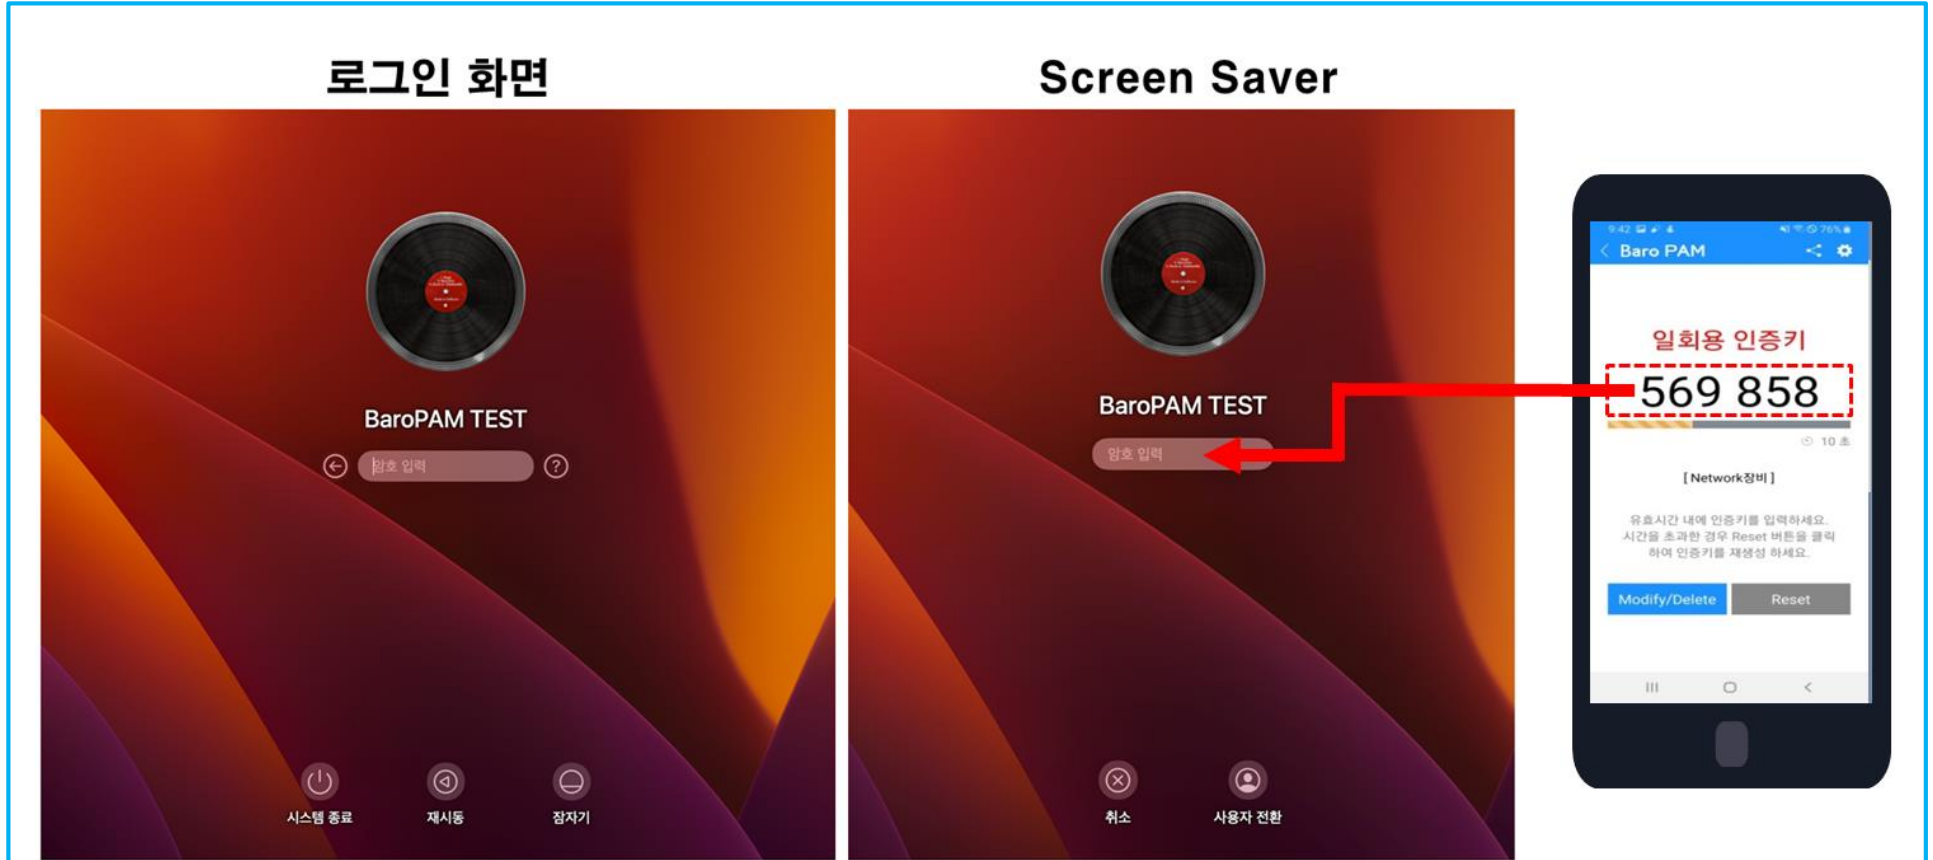 로그인 화면
Screen Saver
BaroPAM TEST
암호 입력
시스템 종료
재시동
잠자기
BaroPAM TEST
암호 입력
취소
사용자 전환
9:42
76%
Baro PAM
일회용 인증키
569 858
10 초
[ Network장비 ]
유효시간 내에 인증키를 입력하세요.
시간을 초과한 경우 Reset 버튼을 클릭
하여 인증키를 재생성 하세요.
Modify/Delete
Reset